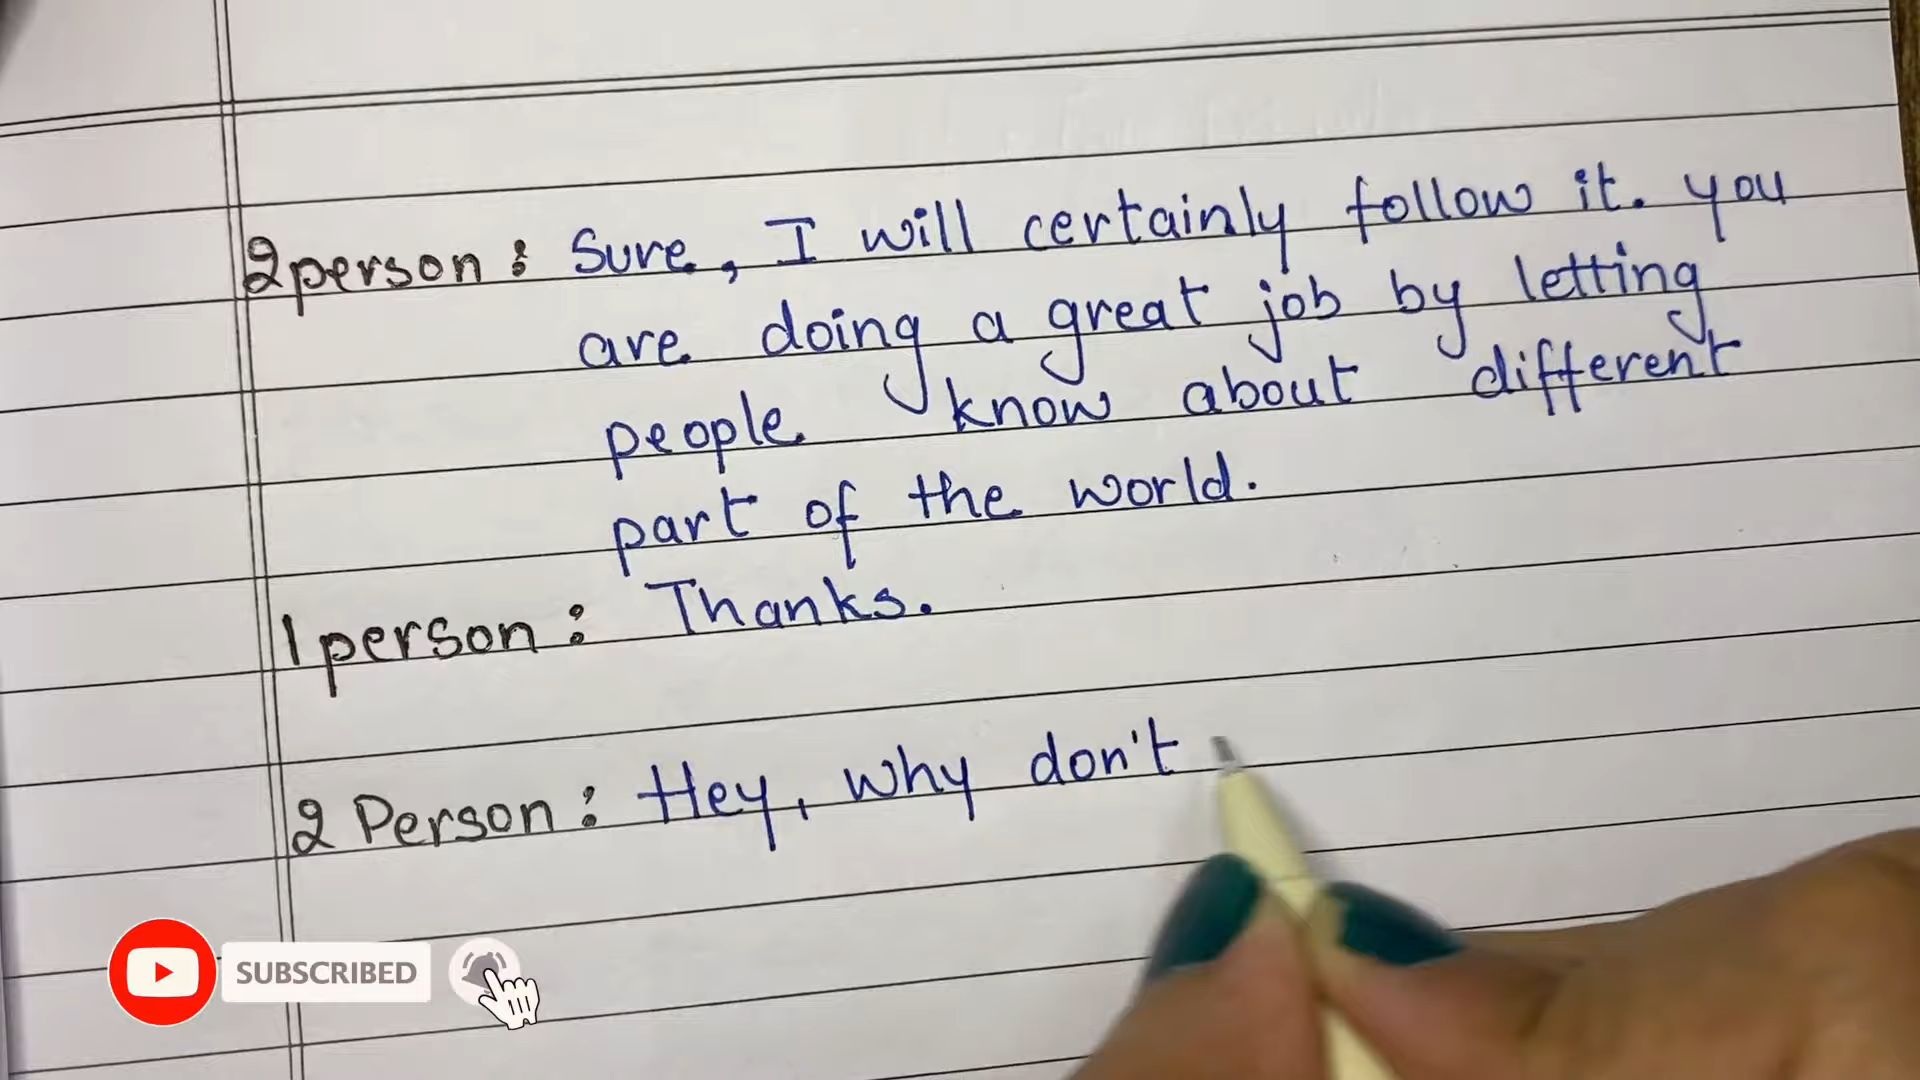 2person: Sure, I will certainly follow it. you
are doing a great job by letting
people know about different
part of the world.
1person: Thanks.
2 Person: Hey, why don't
SUBSCRIBED